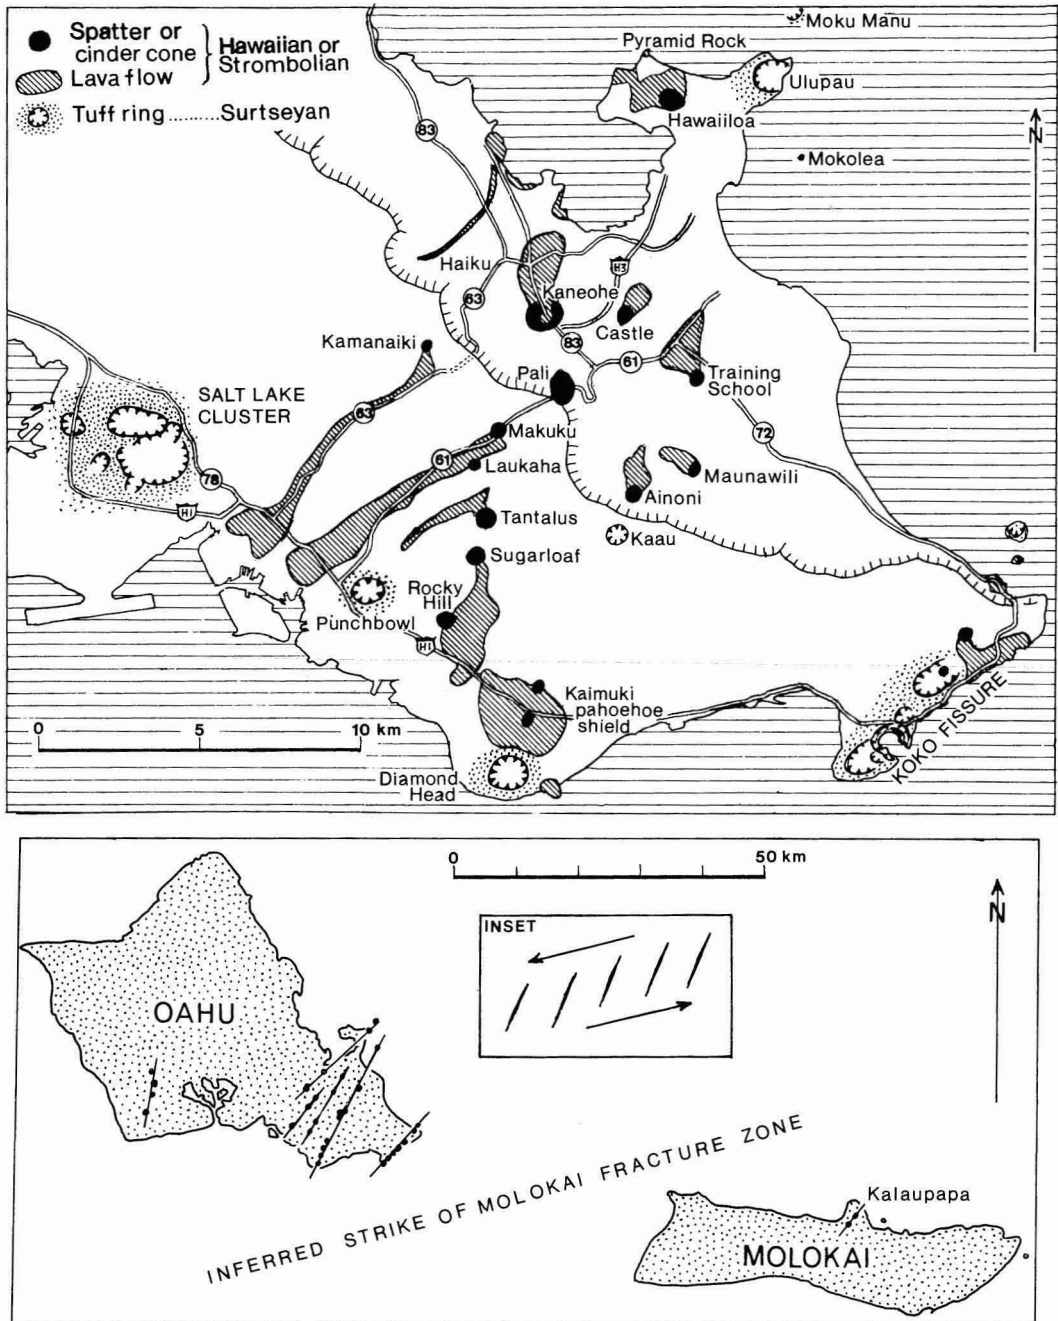 Spatter or
cinder cone
Hawaiian or
Strombolian
Lava flow
Tuff ring ......... Surtseyan
Moku Manu
Pyramid Rock
Ulupau
Hawaiiloa
N
Mokolea
83
Haiku
H3
63
Kaneohe
Castle
83
Kamanaiki
61
Pali
Training
School
SALT LAKE
CLUSTER
63
Makuku
72
61
Laukaha
Maunawili
78
Ainoni
H1
Tantalus
Kaau
Sugarloaf
Rocky
Hill
Punchbowl
H1
Kaimuki
pahoehoe
shield
KOKO FISSURE
0 5 10 km
Diamond
Head
0 50 km
N
INSET
OAHU
INFERRED STRIKE OF MOLOKAI FRACTURE ZONE
Kalaupapa
MOLOKAI